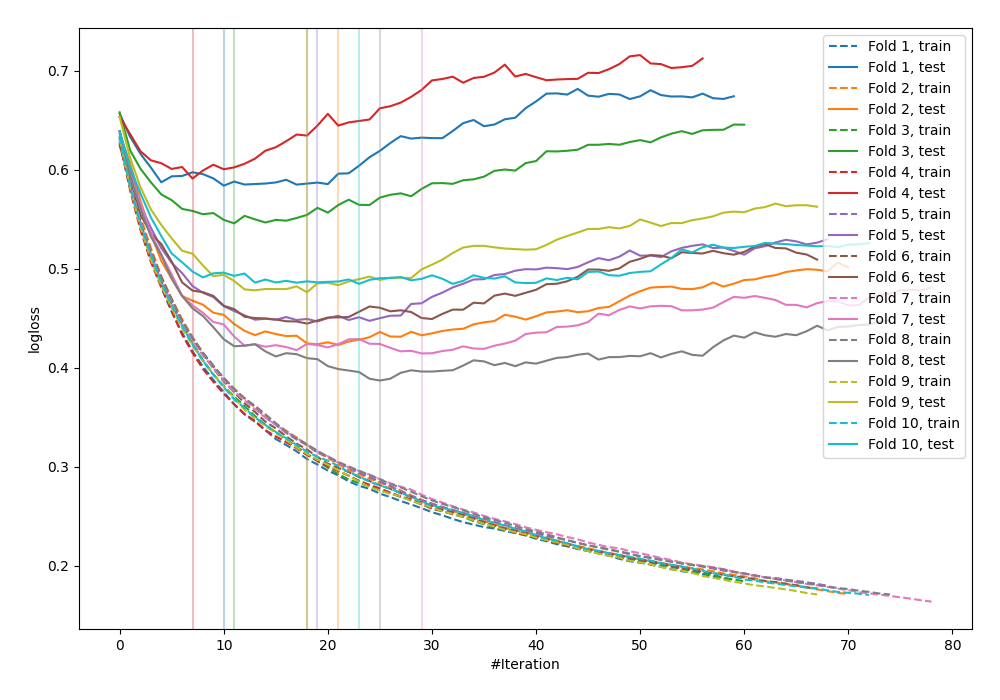 0.7
0.6
0.5
0.4
0.3
0.2
logloss
0
10
20
30
40
50
60
70
80
#Iteration
Fold 1, train
Fold 1, test
Fold 2, train
Fold 2, test
Fold 3, train
Fold 3, test
Fold 4, train
Fold 4, test
Fold 5, train
Fold 5, test
Fold 6, train
Fold 6, test
Fold 7, train
Fold 7, test
Fold 8, train
Fold 8, test
Fold 9, train
Fold 9, test
Fold 10, train
Fold 10, test